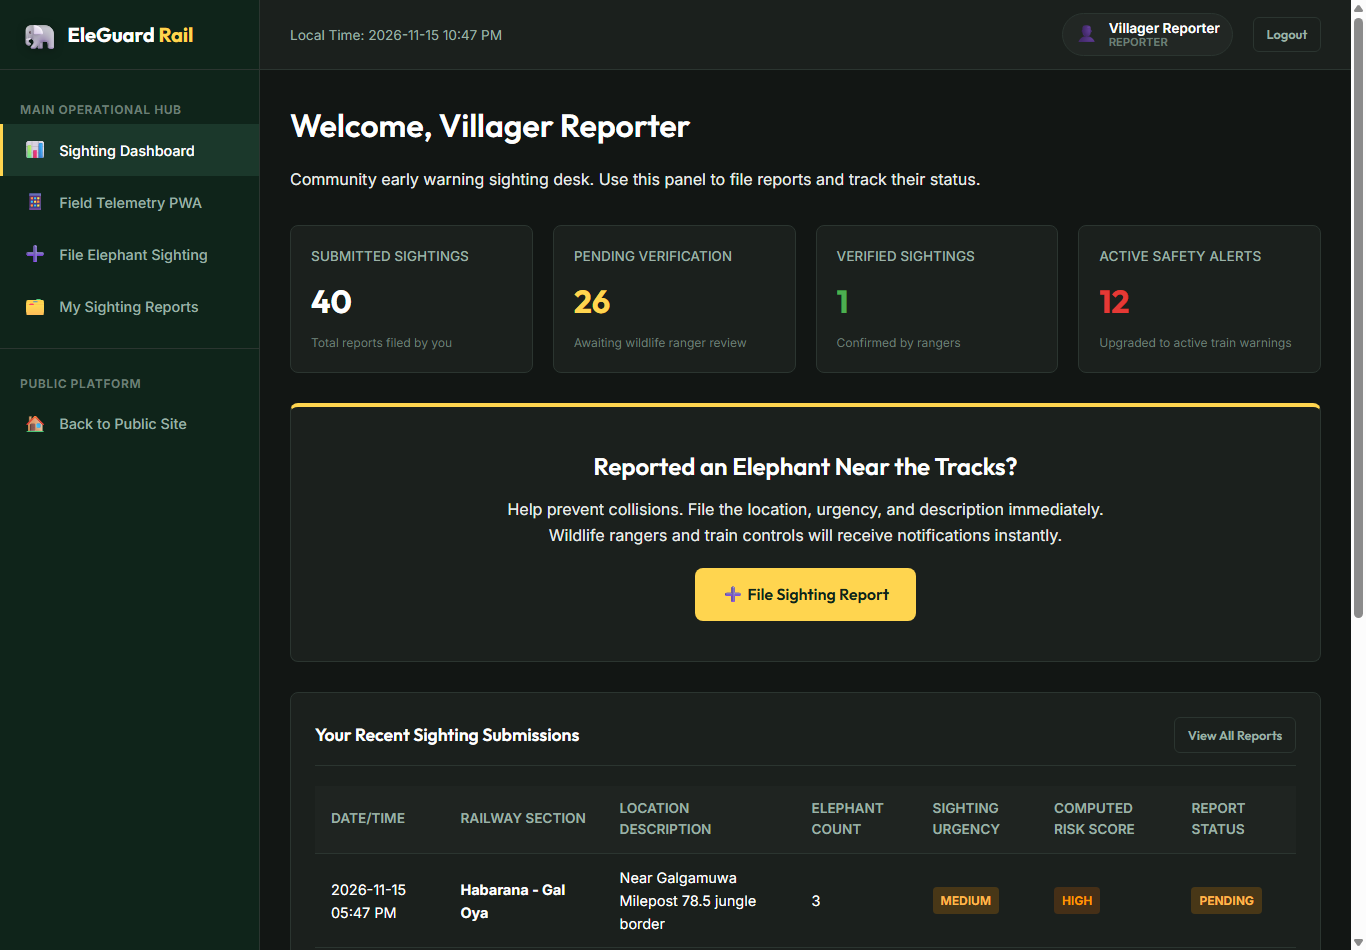 EleGuard Rail
Local Time: 2026-11-15 10:47 PM
Villager Reporter
REPORTER
Logout
MAIN OPERATIONAL HUB
Sighting Dashboard
Field Telemetry PWA
File Elephant Sighting
My Sighting Reports
PUBLIC PLATFORM
Back to Public Site
Welcome, Villager Reporter
Community early warning sighting desk. Use this panel to file reports and track their status.
SUBMITTED SIGHTINGS
40
Total reports filed by you
PENDING VERIFICATION
26
Awaiting wildlife ranger review
VERIFIED SIGHTINGS
1
Confirmed by rangers
ACTIVE SAFETY ALERTS
12
Upgraded to active train warnings
Reported an Elephant Near the Tracks?
Help prevent collisions. File the location, urgency, and description immediately.
Wildlife rangers and train controls will receive notifications instantly.
File Sighting Report
Your Recent Sighting Submissions
View All Reports
DATE/TIME
RAILWAY SECTION
LOCATION
DESCRIPTION
ELEPHANT
COUNT
SIGHTING
URGENCY
COMPUTED
RISK SCORE
REPORT
STATUS
2026-11-15
05:47 PM
Habarana - Gal
Oya
Near Galgamuwa
Milepost 78.5 jungle
border
3
MEDIUM
HIGH
PENDING